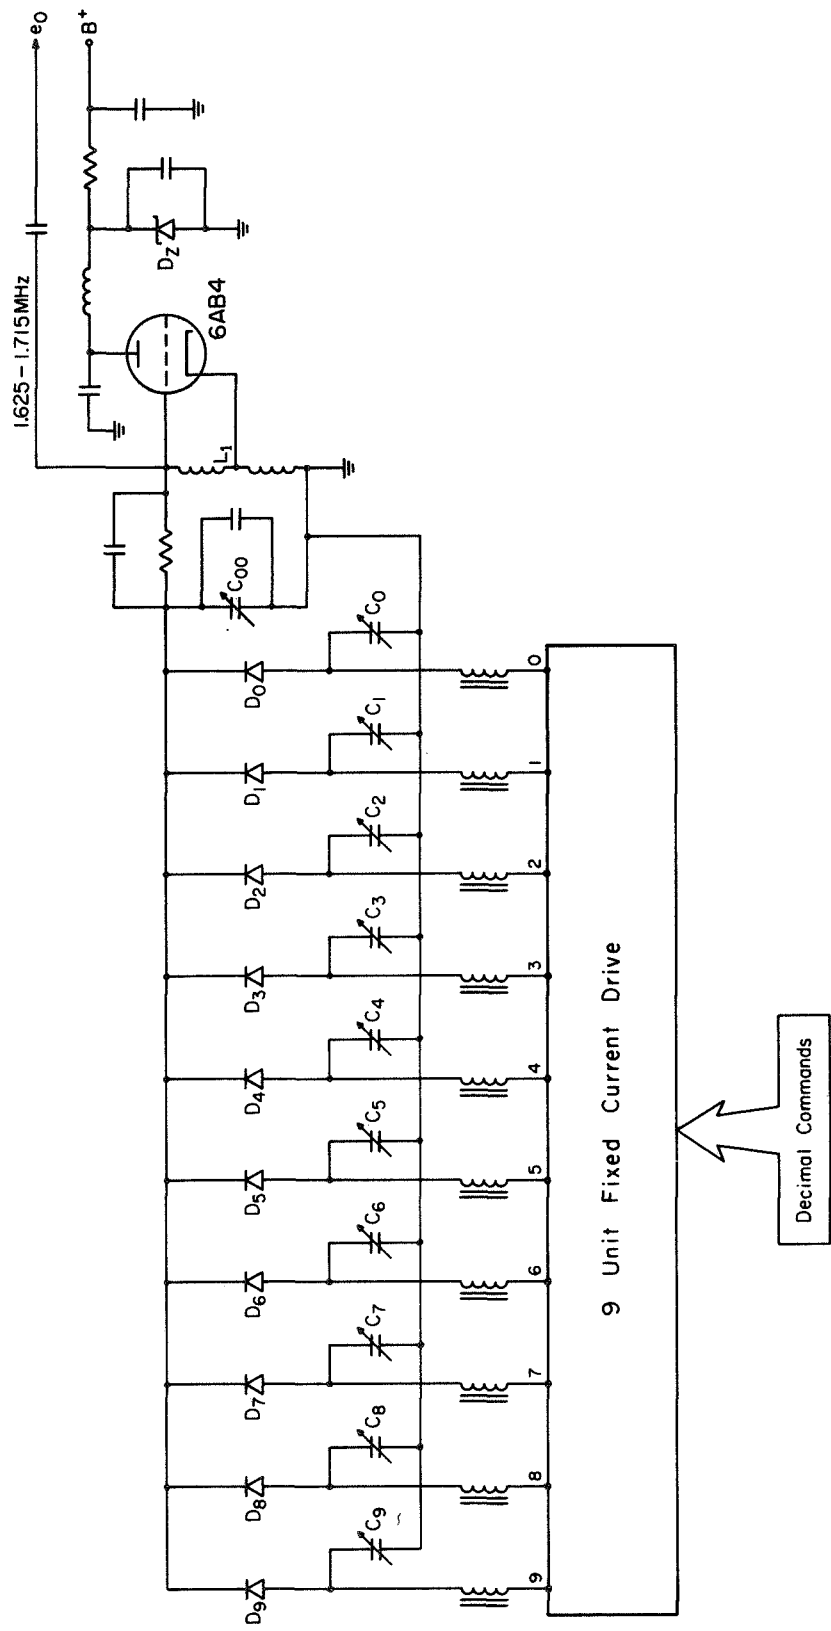 e0
B+
1.625-1.715MHz
DZ
6AB4
L1
C00
D0
C0
D1
C1
D2
C2
D3
C3
D4
C4
D5
C5
D6
C6
D7
C7
D8
C8
D9
C9
0
1
2
3
4
5
6
7
8
9
9 Unit Fixed Current Drive
Decimal Commands